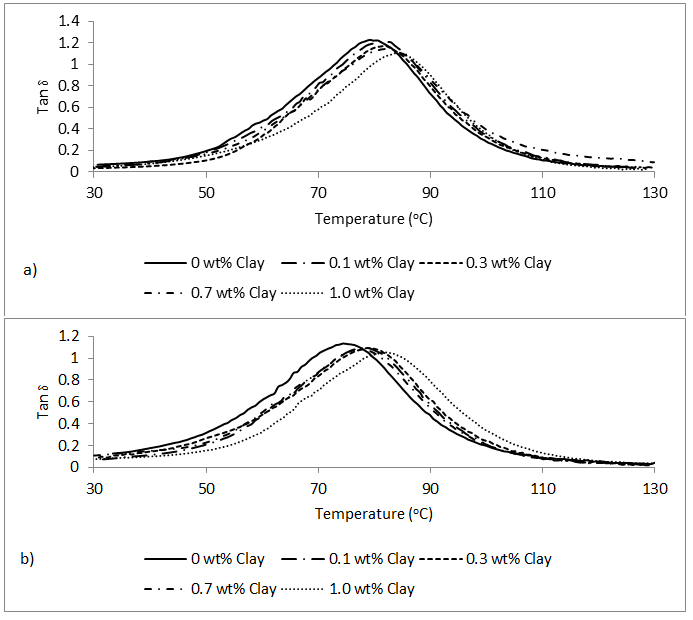 1.4
1.2
1
0.8
0.6
0.4
0.2
0
Tan δ
30 50 70 90 110 130
Temperature (°C)
0 wt% Clay 0.1 wt% Clay 0.3 wt% Clay
a)
0.7 wt% Clay 1.0 wt% Clay
1.2
1
0.8
0.6
0.4
0.2
0
Tan δ
30 50 70 90 110 130
Temperature (°C)
b)
0 wt% Clay 0.1 wt% Clay 0.3 wt% Clay
0.7 wt% Clay 1.0 wt% Clay